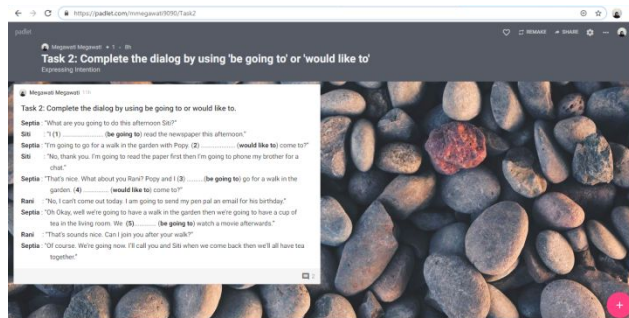 https://padlet.com/mmegawati9090/Task2
padlet
REMAKE SHARE
Megawati Megawati • 1 • 8h
Task 2: Complete the dialog by using 'be going to' or 'would like to'
Expressing Intention
Megawati Megawati
Task 2: Complete the dialog by using be going to or would like to.
Septia : "What are you going to do this afternoon Siti?"
Siti : "I (1) ........................ (be going to) read the newspaper this afternoon."
Septia : "I'm going to go for a walk in the garden with Popy. (2) .................... (would like to) come to?"
Siti : "No, thank you. I'm going to read the paper first then I'm going to phone my brother for a
chat."
Septia : "That's nice. What about you Rani? Popy and I (3) .........(be going to) go for a walk in the
garden. (4) ............... (would like to) come to?"
Rani : "No, I can't come out today. I am going to send my pen pal an email for his birthday."
Septia : "Oh Okay, well we're going to have a walk in the garden then we're going to have a cup of
tea in the living room. We (5)............ (be going to) watch a movie afterwards."
Rani : "That's sounds nice. Can I join you after your walk?"
Septia : "Of course. We're going now. I'll call you and Siti when we come back then we'll all have tea
together."
2